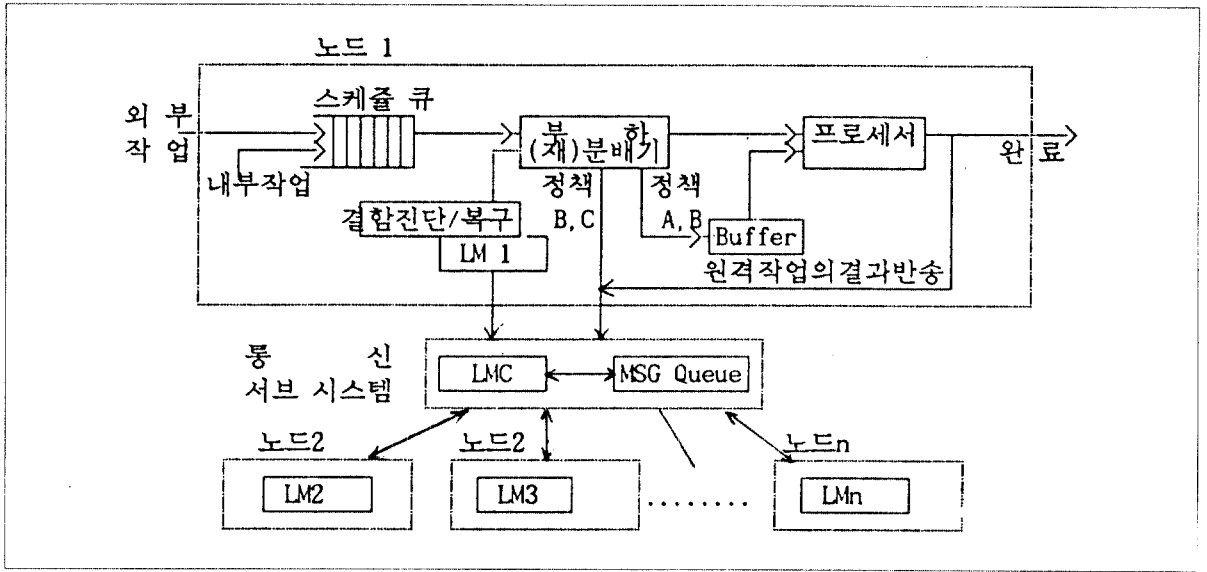 노드 1
외 부
작 업
스케쥴 큐
내부작업
부 하
(재)분배기
프로세서
완 료
정책
B,C
정책
A,B
결함진단/복구
LM 1
Buffer
원격작업의결과반송
통 신
서브 시스템
LMC
MSG Queue
노드2
노드2
노드n
LM2
LM3
........
LMn